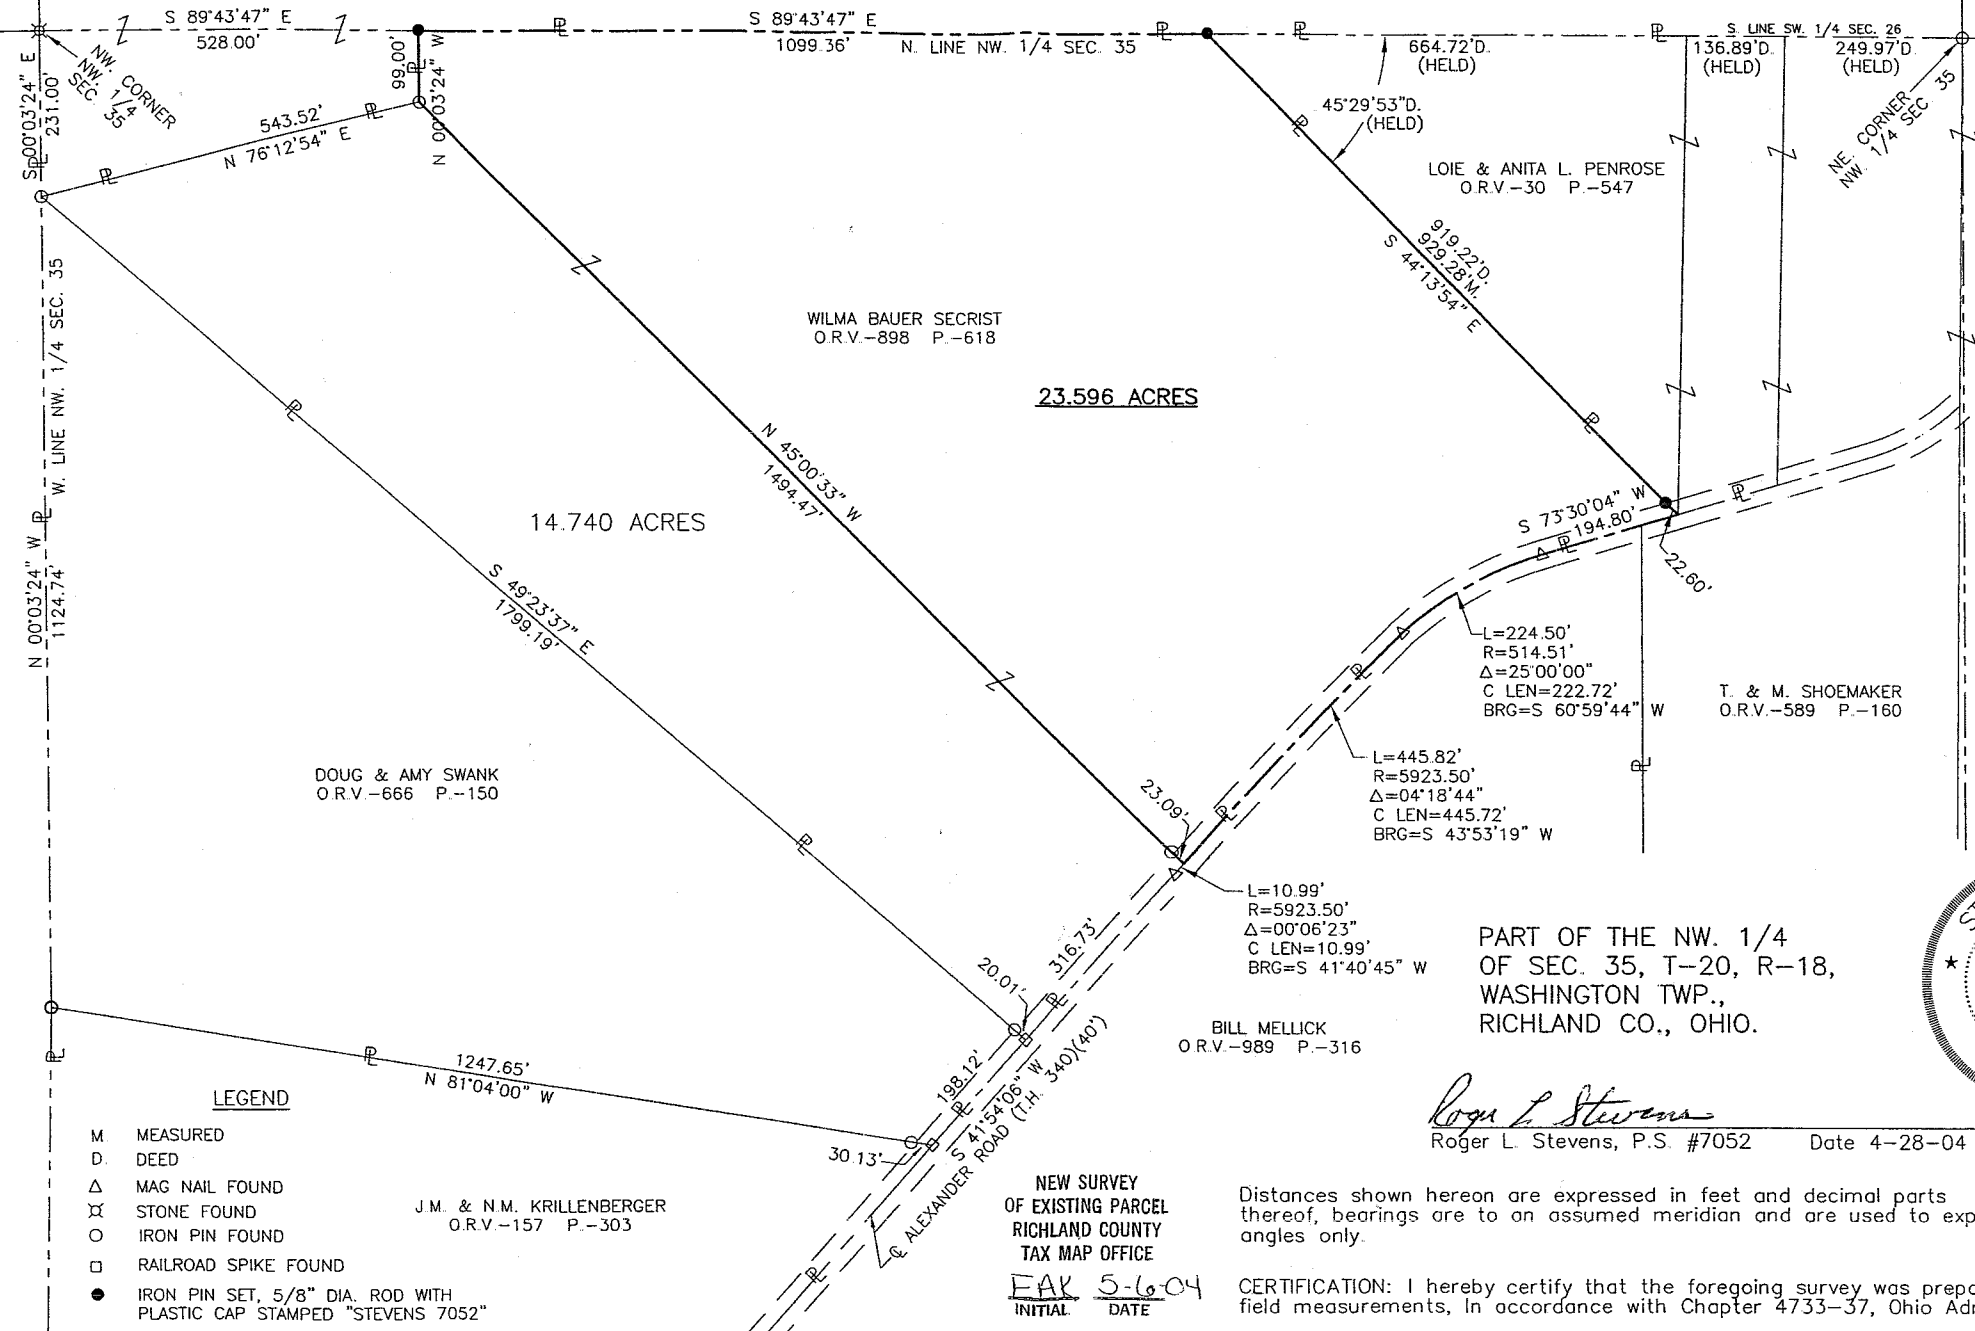 S 89°43'47" E
528.00'
S 89°43'47" E
1099.36'
N. LINE NW. 1/4 SEC. 35
S. LINE SW. 1/4 SEC. 26
664.72'D.
(HELD)
136.89'D.
(HELD)
249.97'D.
(HELD)
NW. CORNER
NW. 1/4
SEC. 35
S 00°03'24" E
231.00'
99.00'
N 00°03'24" W
543.52'
N 76°12'54" E
45°29'53"D.
(HELD)
NE. CORNER
NW. 1/4 SEC. 35
LOIE & ANITA L. PENROSE
O.R.V.-30 P.-547
919.22'D.
929.28'M.
S 44°13'54" E
W. LINE NW. 1/4 SEC. 35
WILMA BAUER SECRIST
O.R.V.-898 P.-618
23.596 ACRES
N 45°00'33" W
1494.47'
14.740 ACRES
S 73°30'04" W
194.80'
22.60'
N 00°03'24" W
1124.74'
S 49°23'37" E
1799.19'
L=224.50'
R=514.51'
Δ=25°00'00"
C LEN=222.72'
BRG=S 60°59'44" W
T. & M. SHOEMAKER
O.R.V.-589 P.-160
L=445.82'
R=5923.50'
Δ=04°18'44"
C LEN=445.72'
BRG=S 43°53'19" W
DOUG & AMY SWANK
O.R.V.-666 P.-150
23.09'
L=10.99'
R=5923.50'
Δ=00°06'23"
C LEN=10.99'
BRG=S 41°40'45" W
316.73'
20.01'
PART OF THE NW. 1/4
OF SEC. 35, T-20, R-18,
WASHINGTON TWP.,
RICHLAND CO., OHIO.
BILL MELLICK
O.R.V.-989 P.-316
1247.65'
N 81°04'00" W
198.12'
S 41°54'06" W
℄ ALEXANDER ROAD (T.H. 340)(40')
30.13'
LEGEND
M. MEASURED
D. DEED
MAG NAIL FOUND
STONE FOUND
IRON PIN FOUND
RAILROAD SPIKE FOUND
IRON PIN SET, 5/8" DIA. ROD WITH
PLASTIC CAP STAMPED "STEVENS 7052"
J.M. & N.M. KRILLENBERGER
O.R.V.-157 P.-303
Roger L Stevens
Roger L. Stevens, P.S. #7052 Date 4-28-04
NEW SURVEY
OF EXISTING PARCEL
RICHLAND COUNTY
TAX MAP OFFICE
EAK 5-6-04
INITIAL DATE
Distances shown hereon are expressed in feet and decimal parts
thereof, bearings are to an assumed meridian and are used to exp
angles only.
CERTIFICATION: I hereby certify that the foregoing survey was prepa
field measurements, In accordance with Chapter 4733-37, Ohio Adm